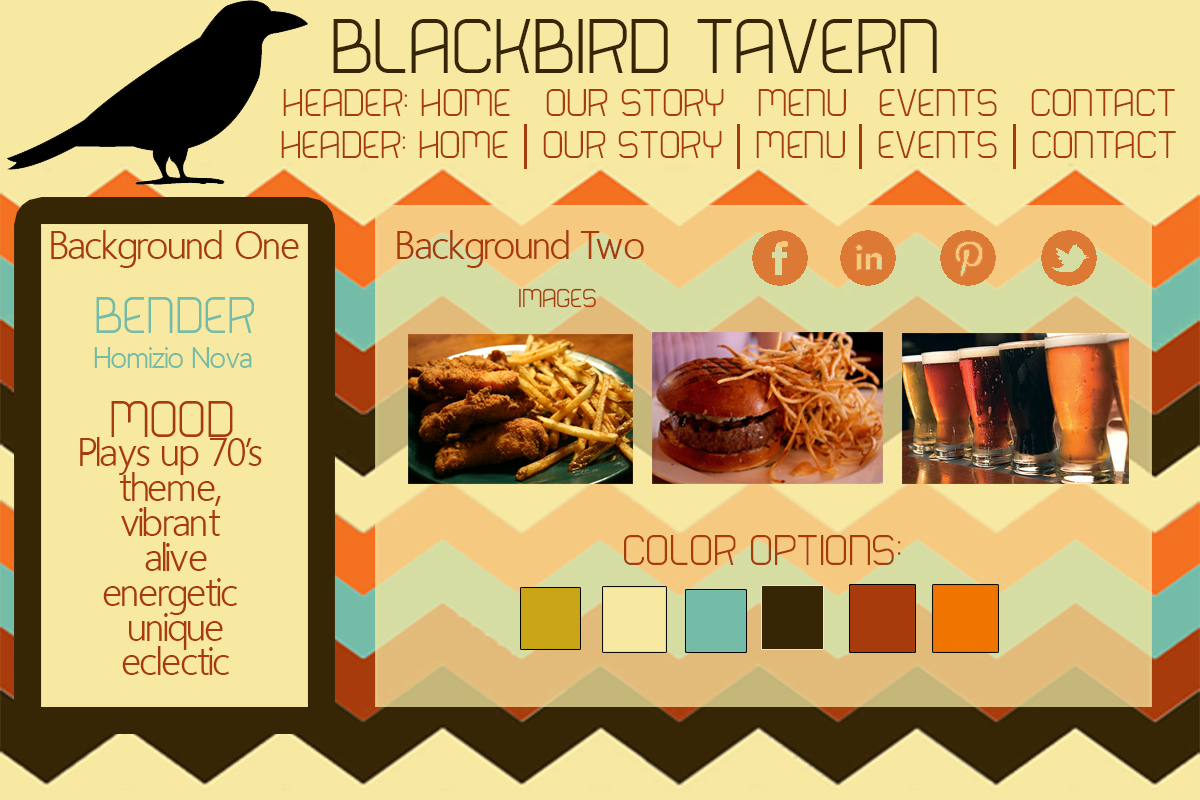 BLACKBIRD TAVERN
HEADER: HOME OUR STORY MENU EVENTS CONTACT
HEADER: HOME | OUR STORY | MENU | EVENTS | CONTACT
Background One
BENDER
Homizio Nova
MOOD
Plays up 70's
theme,
vibrant
alive
energetic
unique
eclectic
Background Two
f in P
IMAGES
COLOR OPTIONS: